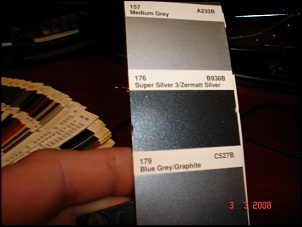 157
Medium Grey A233B
176 B936B
Super Silver 3/Zermatt Silver
179 C527B
Blue Grey/Graphite
3 3 2008